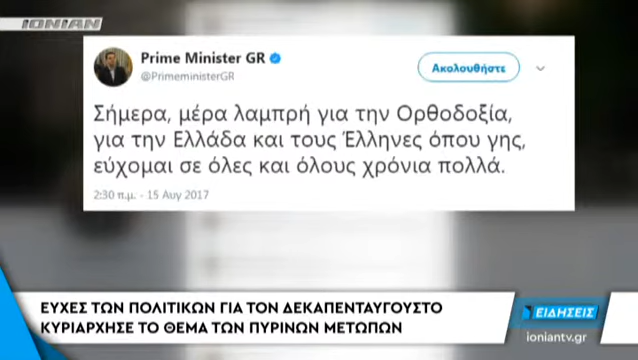 IONIAN
Prime Minister GR
@PrimeministerGR
Ακολουθήστε
Σήμερα, μέρα λαμπρή για την Ορθοδοξία,
για την Ελλάδα και τους Έλληνες όπου γης,
εύχομαι σε όλες και όλους χρόνια πολλά.
2:30 π.μ. - 15 Αυγ 2017
ΕΥΧΕΣ ΤΩΝ ΠΟΛΙΤΙΚΩΝ ΓΙΑ ΤΟΝ ΔΕΚΑΠΕΝΤΑΥΓΟΥΣΤΟ
ΚΥΡΙΑΡΧΗΣΕ ΤΟ ΘΕΜΑ ΤΩΝ ΠΥΡΙΝΩΝ ΜΕΤΩΠΩΝ
ΕΙΔΗΣΕΙΣ
ioniantv.gr